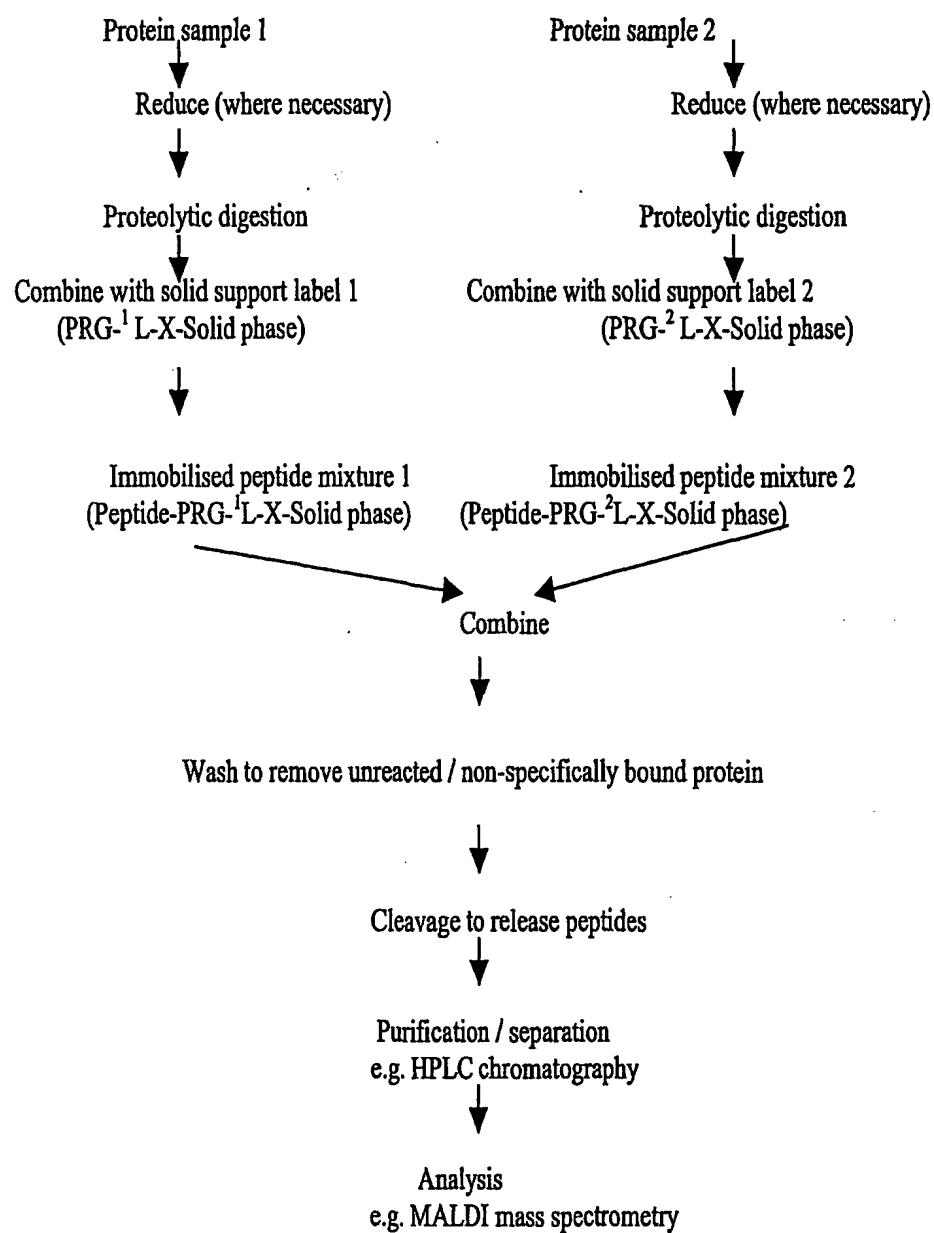 Protein sample 1
Protein sample 2
Reduce (where necessary)
Reduce (where necessary)
Proteolytic digestion
Proteolytic digestion
Combine with solid support label 1
(PRG-¹ L-X-Solid phase)
Combine with solid support label 2
(PRG-² L-X-Solid phase)
Immobilised peptide mixture 1
(Peptide-PRG-¹L-X-Solid phase)
Immobilised peptide mixture 2
(Peptide-PRG-²L-X-Solid phase)
Combine
Wash to remove unreacted / non-specifically bound protein
Cleavage to release peptides
Purification / separation
e.g. HPLC chromatography
Analysis
e.g. MALDI mass spectrometry